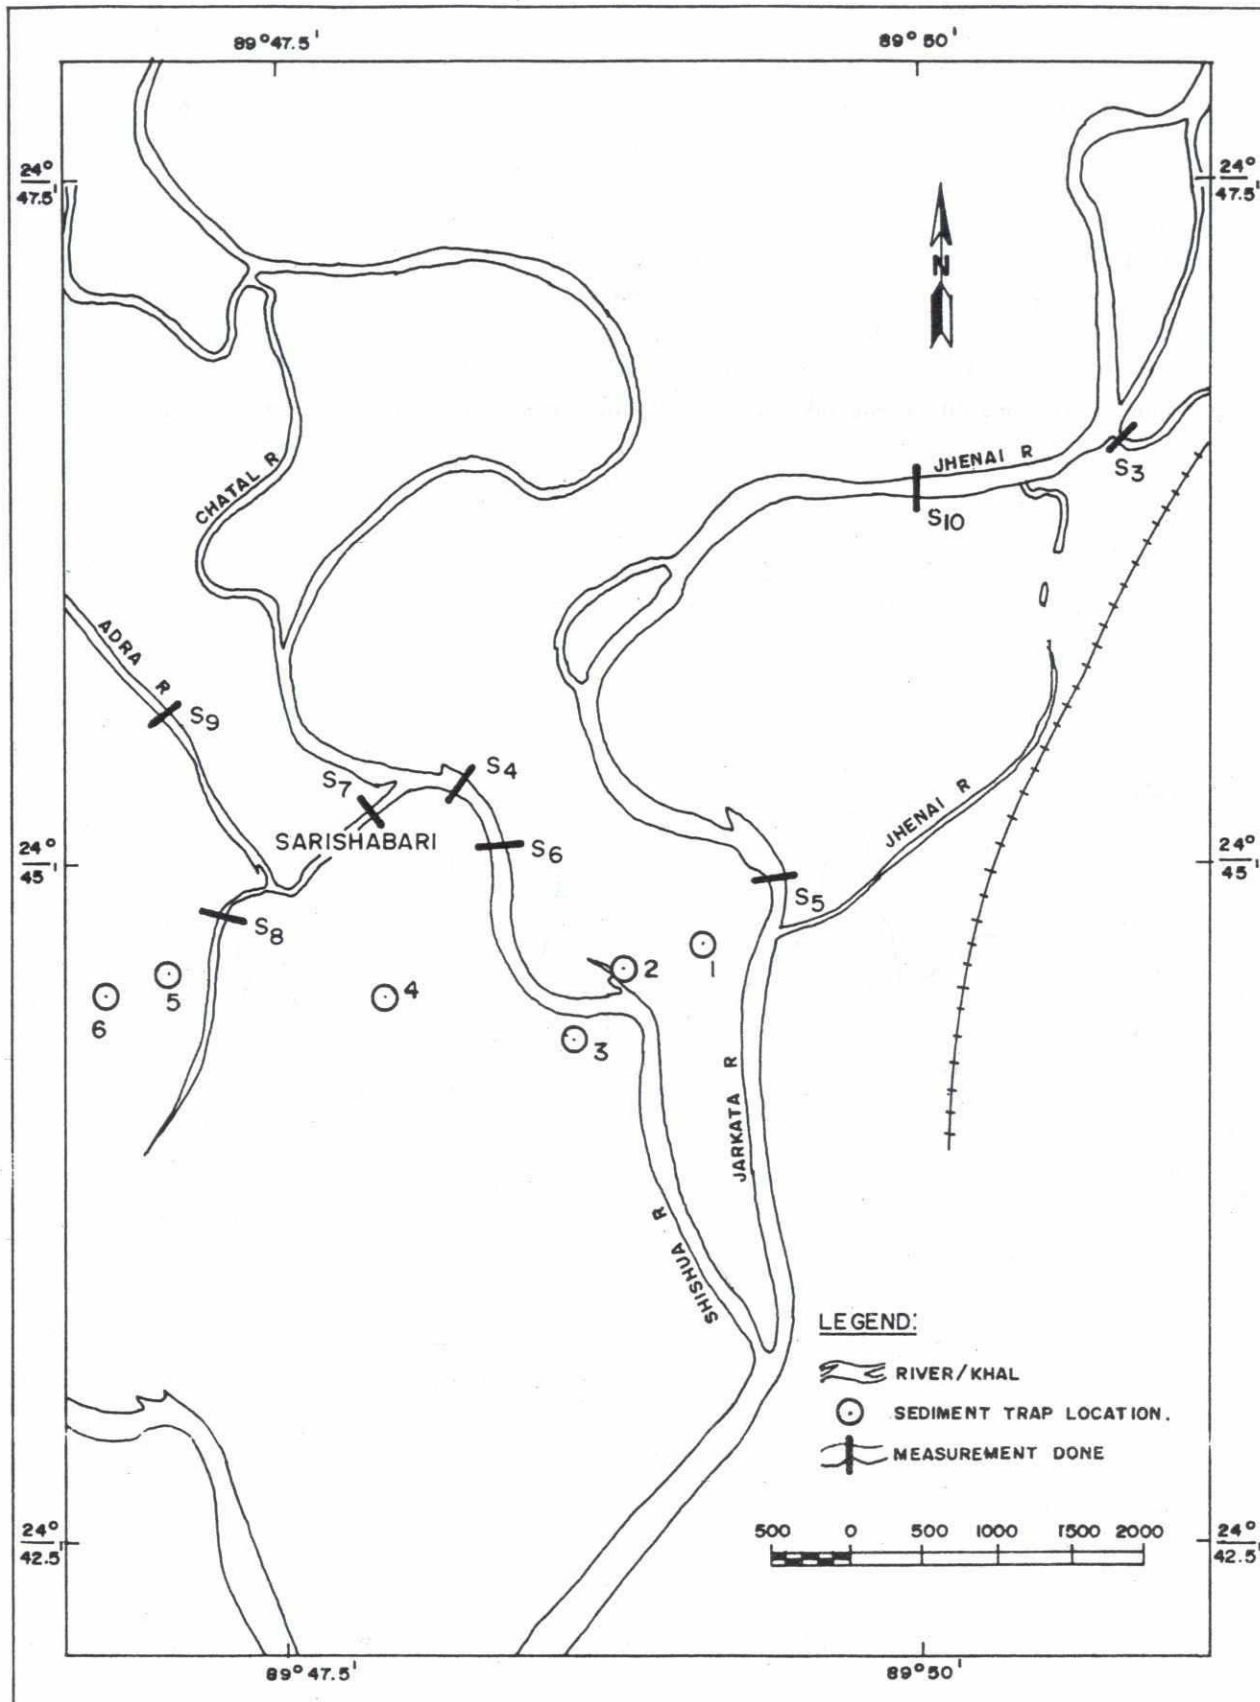 89° 47.5'
89° 50'
24°
47.5'
24°
47.5'
N
JHENAI R
S3
S10
CHATAL R
ADRA R
S9
S4
S7
SARISHABARI
S6
JHENAI R
24°
45'
24°
45'
S5
S8
1
2
5
4
6
3
JARKATA R
SHISHUA R
LEGEND:
RIVER/KHAL
SEDIMENT TRAP LOCATION.
MEASUREMENT DONE
500 0 500 1000 1500 2000
24°
42.5'
24°
42.5'
89° 47.5'
89° 50'